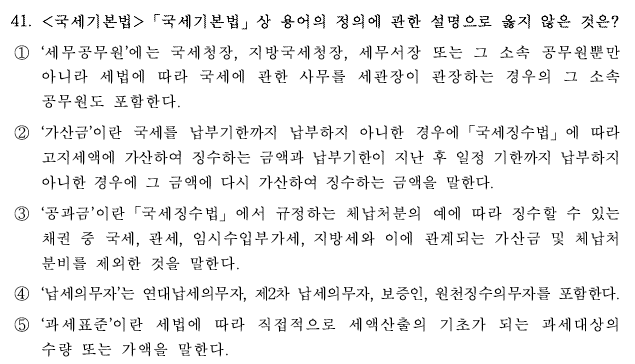 41. <국세기본법>「국세기본법」상 용어의 정의에 관한 설명으로 옳지 않은 것은?
① ‘세무공무원’에는 국세청장, 지방국세청장, 세무서장 또는 그 소속 공무원뿐만
아니라 세법에 따라 국세에 관한 사무를 세관장이 관장하는 경우의 그 소속
공무원도 포함한다.
② ‘가산금’이란 국세를 납부기한까지 납부하지 아니한 경우에「국세징수법」에 따라
고지세액에 가산하여 징수하는 금액과 납부기한이 지난 후 일정 기한까지 납부하지
아니한 경우에 그 금액에 다시 가산하여 징수하는 금액을 말한다.
③ ‘공과금’이란「국세징수법」에서 규정하는 체납처분의 예에 따라 징수할 수 있는
채권 중 국세, 관세, 임시수입부가세, 지방세와 이에 관계되는 가산금 및 체납처
분비를 제외한 것을 말한다.
④ ‘납세의무자’는 연대납세의무자, 제2차 납세의무자, 보증인, 원천징수의무자를 포함한다.
⑤ ‘과세표준’이란 세법에 따라 직접적으로 세액산출의 기초가 되는 과세대상의
수량 또는 가액을 말한다.